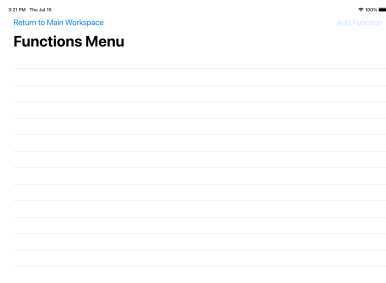 3:21 PM Thu Jul 15
100%
Return to Main Workspace
Add Function
Functions Menu